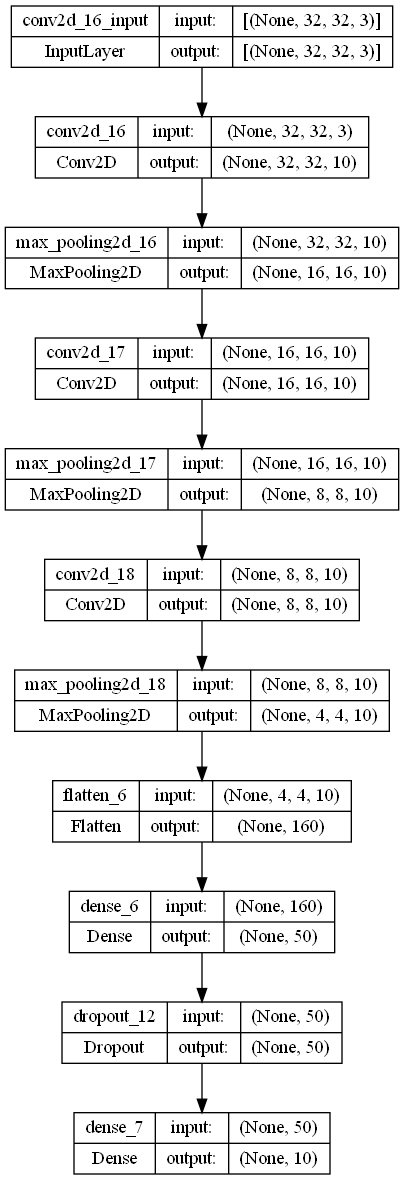 conv2d_16_input input: [(None, 32, 32, 3)]
InputLayer output: [(None, 32, 32, 3)]
conv2d_16 input: (None, 32, 32, 3)
Conv2D output: (None, 32, 32, 10)
max_pooling2d_16 input: (None, 32, 32, 10)
MaxPooling2D output: (None, 16, 16, 10)
conv2d_17 input: (None, 16, 16, 10)
Conv2D output: (None, 16, 16, 10)
max_pooling2d_17 input: (None, 16, 16, 10)
MaxPooling2D output: (None, 8, 8, 10)
conv2d_18 input: (None, 8, 8, 10)
Conv2D output: (None, 8, 8, 10)
max_pooling2d_18 input: (None, 8, 8, 10)
MaxPooling2D output: (None, 4, 4, 10)
flatten_6 input: (None, 4, 4, 10)
Flatten output: (None, 160)
dense_6 input: (None, 160)
Dense output: (None, 50)
dropout_12 input: (None, 50)
Dropout output: (None, 50)
dense_7 input: (None, 50)
Dense output: (None, 10)